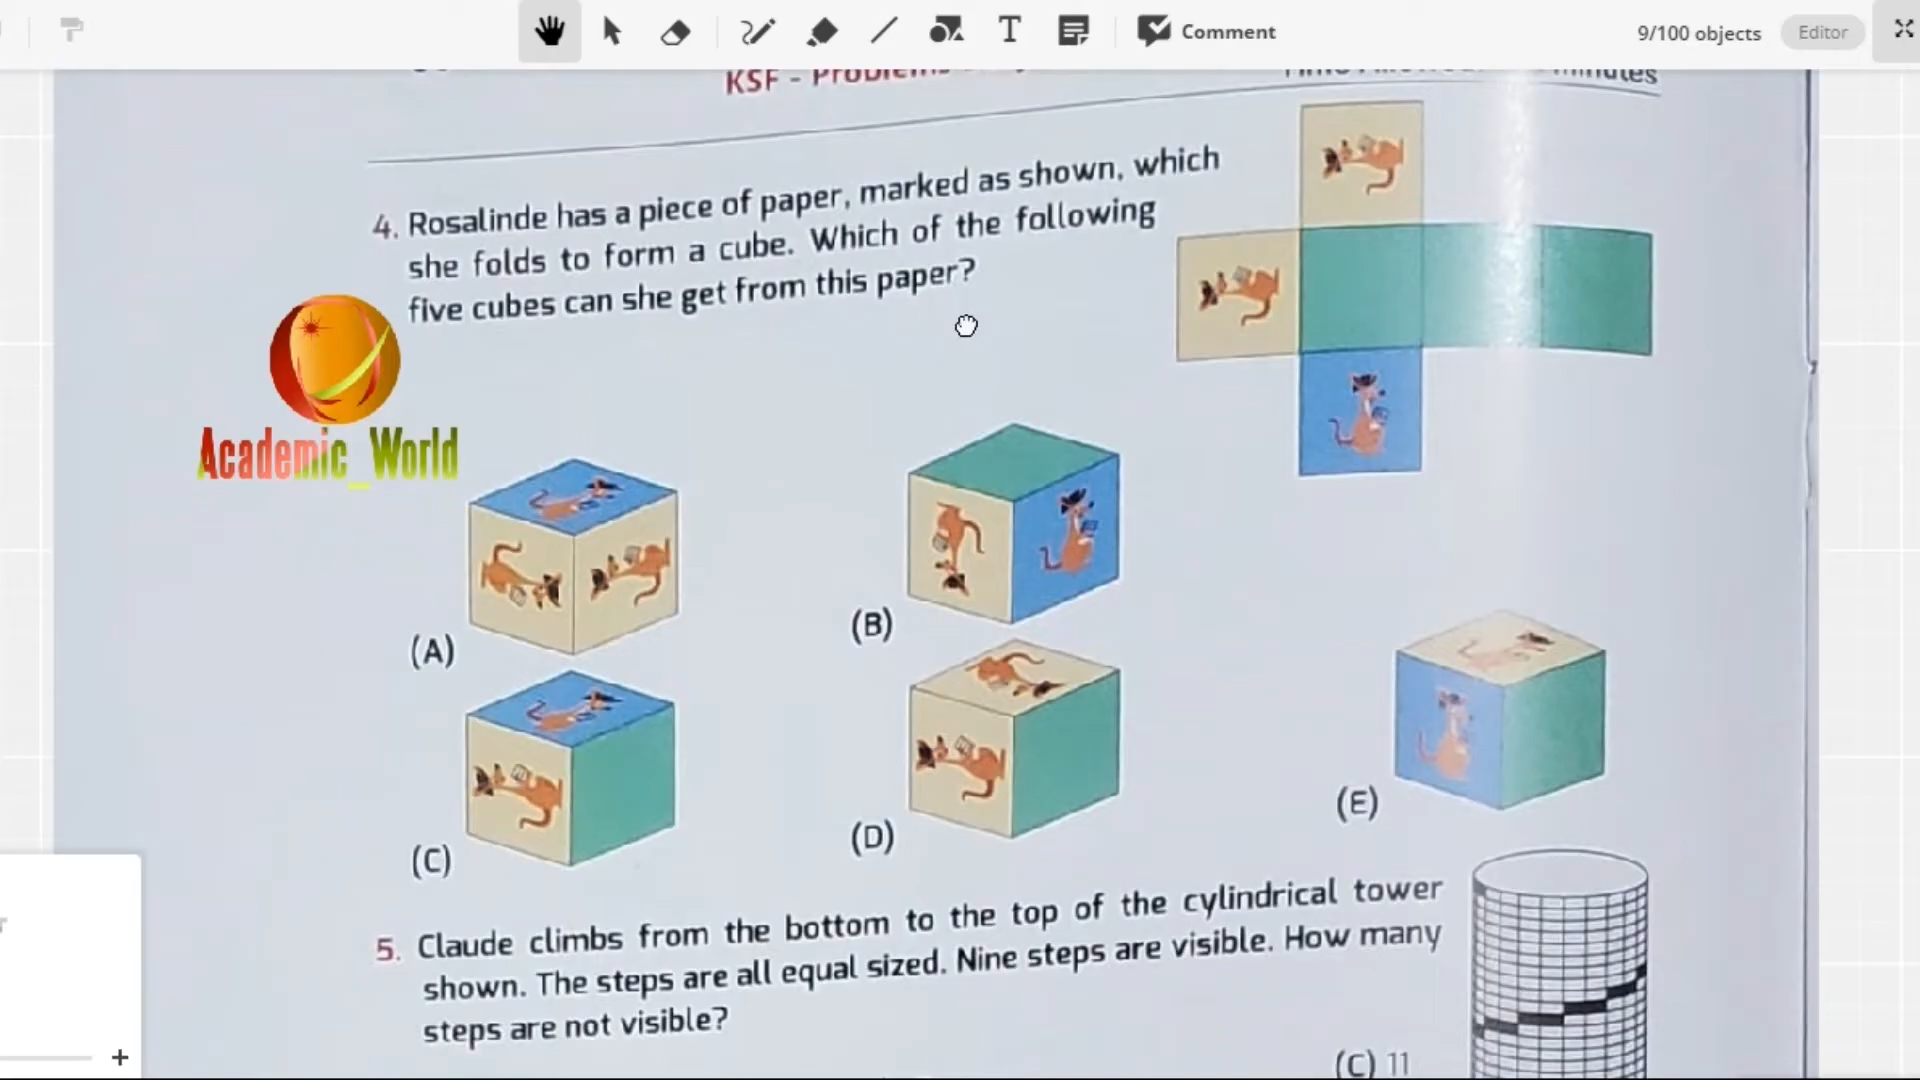 Comment
9/100 objects
Editor
KSF -
4. Rosalinde has a piece of paper, marked as shown, which
she folds to form a cube. Which of the following
five cubes can she get from this paper?
Academic_World
(A)
(B)
(C)
(D)
(E)
5. Claude climbs from the bottom to the top of the cylindrical tower
shown. The steps are all equal sized. Nine steps are visible. How many
steps are not visible?
(C) 11
+